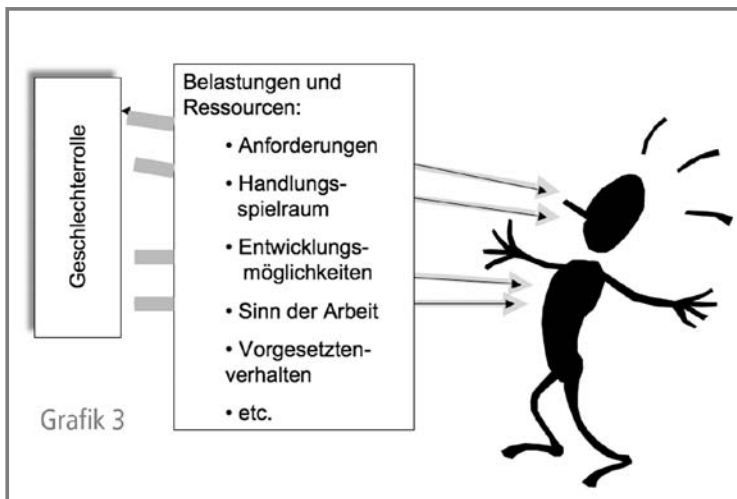 Geschlechterrolle
Belastungen und
Ressourcen:
• Anforderungen
• Handlungs-
spielraum
• Entwicklungs-
möglichkeiten
• Sinn der Arbeit
• Vorgesetzten-
verhalten
• etc.
Grafik 3